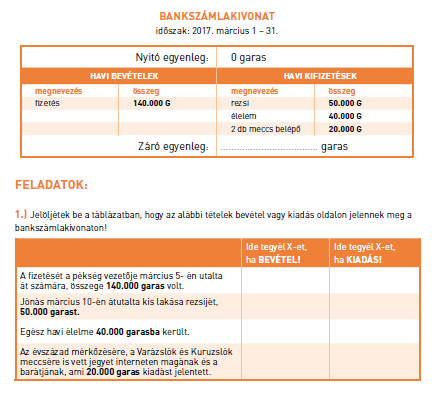 BANKSZÁMLAKIVONAT
időszak: 2017. március 1 – 31.
Nyitó egyenleg: 0 garas
HAVI BEVÉTELEK HAVI KIFIZETÉSEK
megnevezés összeg megnevezés összeg
fizetés 140.000 G rezsi 50.000 G
élelem 40.000 G
2 db meccs belépő 20.000 G
Záró egyenleg: ................................... garas
FELADATOK:
1.) Jelöljétek be a táblázatban, hogy az alábbi tételek bevétel vagy kiadás oldalon jelennek meg a
bankszámlakivonaton!
Ide tegyél X-et, Ide tegyél X-et,
ha BEVÉTEL! ha KIADÁS!
A fizetését a pékség vezetője március 5- én utalta
át számára, összege 140.000 garas volt.
Jónás március 10-én átutalta kis lakása rezsijét,
50.000 garast.
Egész havi élelme 40.000 garasba került.
Az évszázad mérkőzésére, a Varázslók és Kuruzslók
meccsére is vett jegyet interneten magának és a
barátjának, ami 20.000 garas kiadást jelentett.